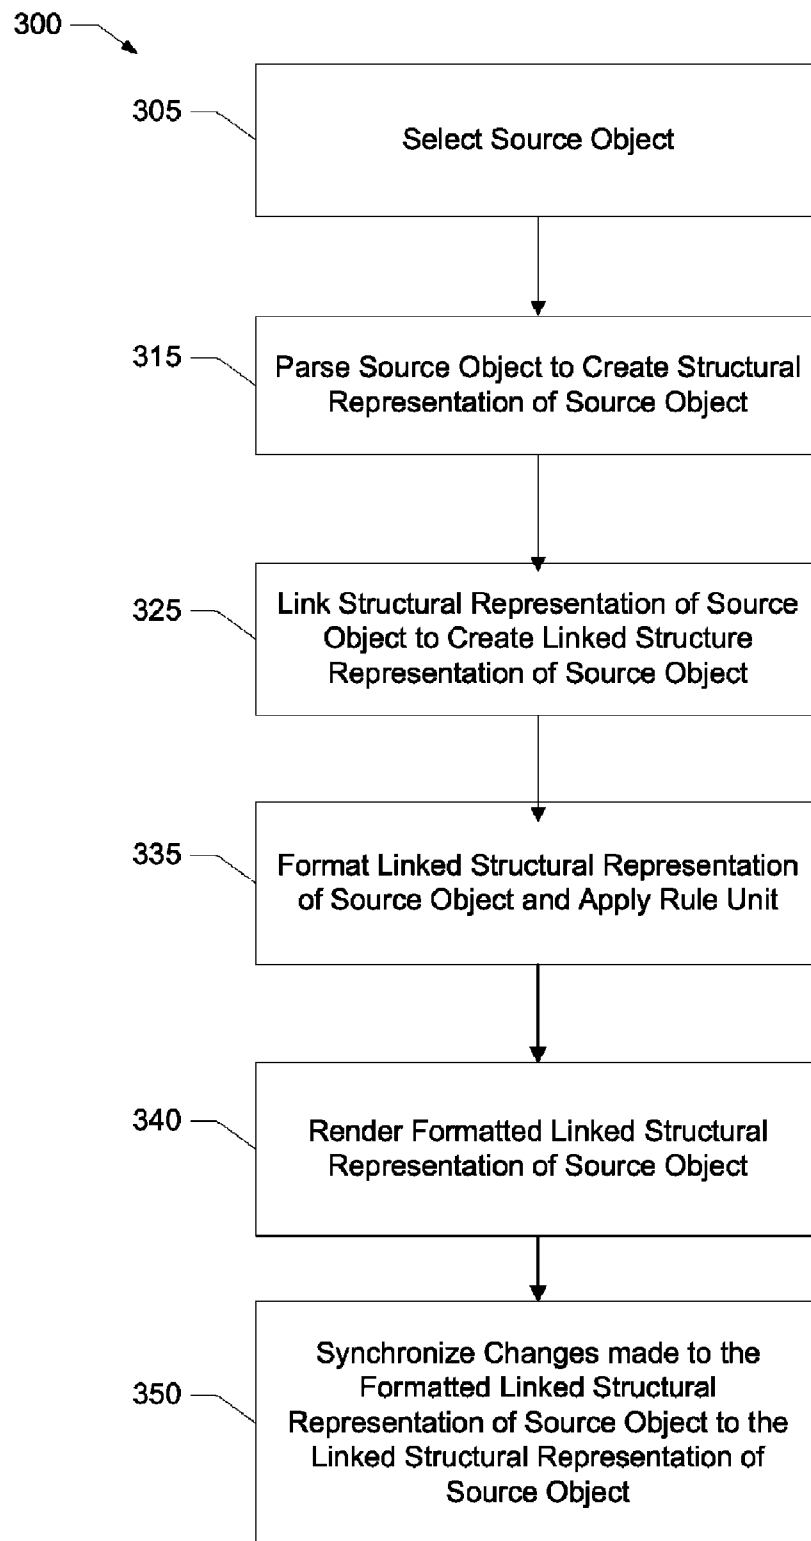 300
305
Select Source Object
315
Parse Source Object to Create Structural
Representation of Source Object
325
Link Structural Representation of Source
Object to Create Linked Structure
Representation of Source Object
335
Format Linked Structural Representation
of Source Object and Apply Rule Unit
340
Render Formatted Linked Structural
Representation of Source Object
350
Synchronize Changes made to the
Formatted Linked Structural
Representation of Source Object to the
Linked Structural Representation of
Source Object